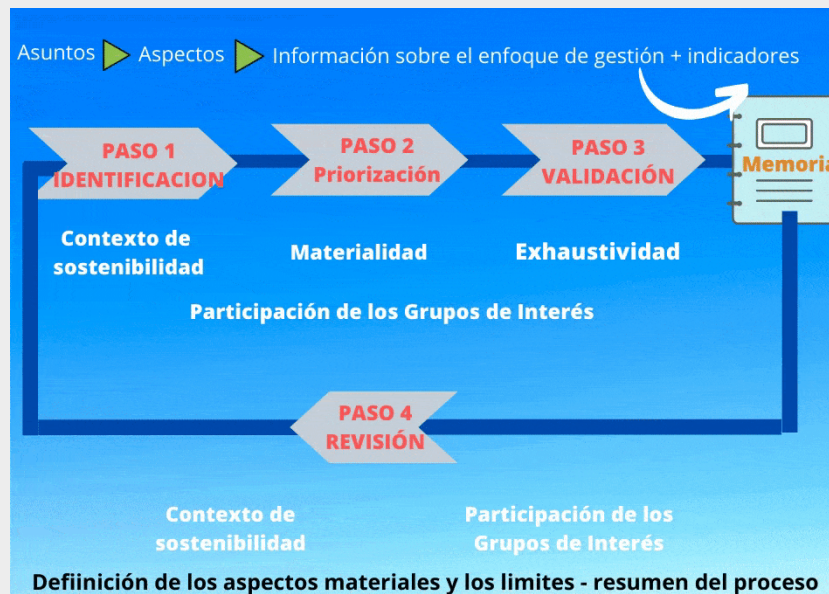 Asuntos Aspectos Información sobre el enfoque de gestión + indicadores
PASO 1
IDENTIFICACION
PASO 2
Priorización
PASO 3
VALIDACIÓN
Memoria
Contexto de
sostenibilidad
Materialidad
Exhaustividad
Participación de los Grupos de Interés
PASO 4
REVISIÓN
Contexto de
sostenibilidad
Participación de los
Grupos de Interés
Defiinición de los aspectos materiales y los limites - resumen del proceso